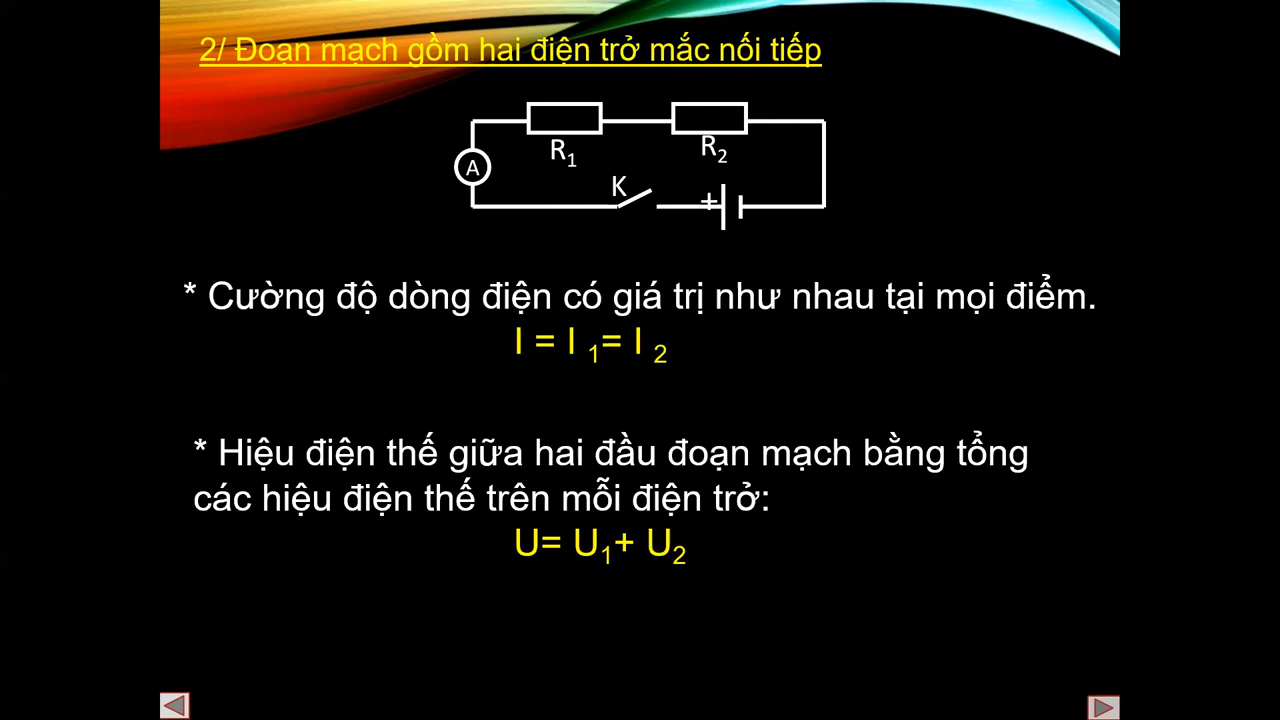 2/ Đoạn mạch gồm hai điện trở mắc nối tiếp
R1
R2
A
K
+
* Cường độ dòng điện có giá trị như nhau tại mọi điểm.
I = I 1= I 2
* Hiệu điện thế giữa hai đầu đoạn mạch bằng tổng
các hiệu điện thế trên mỗi điện trở:
U= U1+ U2